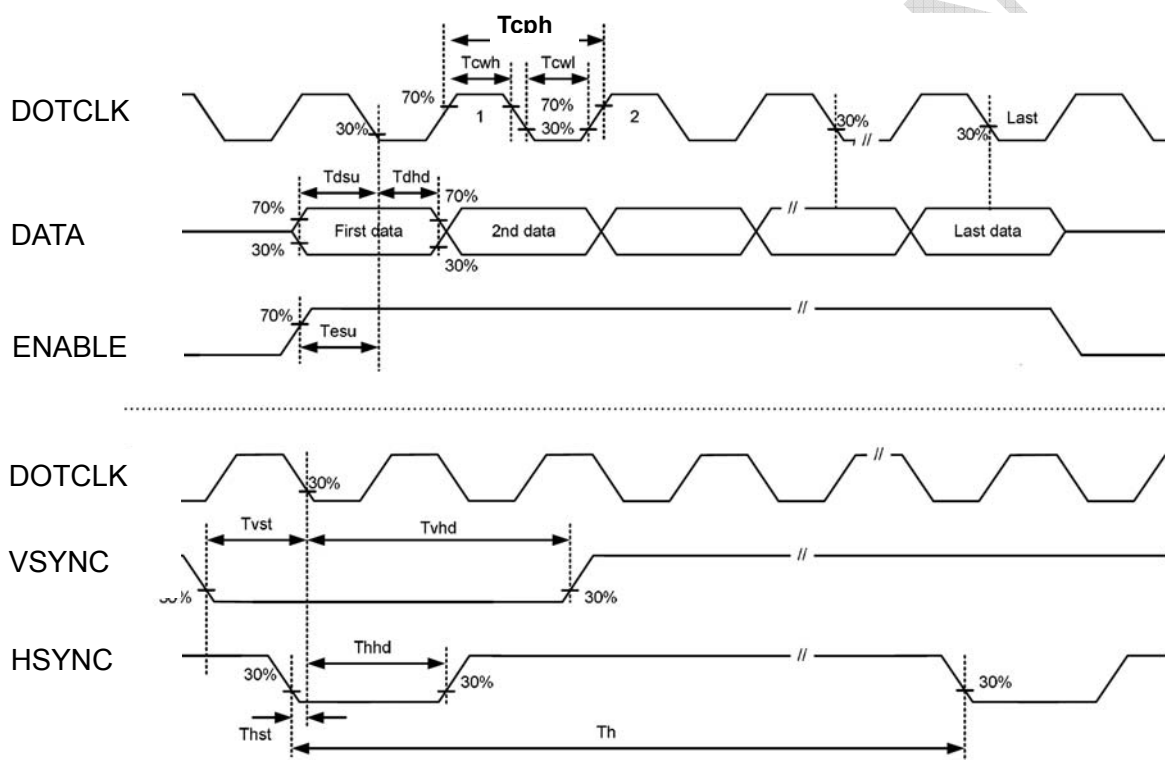 Tcph
Tcwh Tcwl
DOTCLK
70% 1 70% 2
30% 30% 30% 30% Last
//
Tdsu Tdhd
70% 70%
DATA
First data 2nd data // Last data
30% 30%
70%
Tesu
//
ENABLE
DOTCLK
30%
//
Tvst Tvhd
VSYNC
//
% 30%
HSYNC
Thhd
//
30% 30% 30%
Thst Th